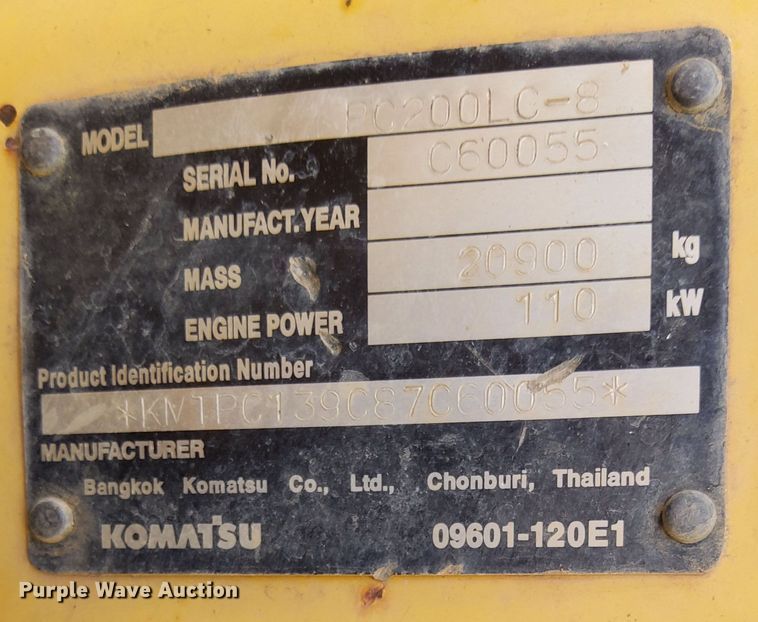 MODEL PC200LC-8
SERIAL No. C60055
MANUFACT.YEAR
MASS 20900 kg
ENGINE POWER 110 kW
Product Identification Number
*KMTPC139C87C60055*
MANUFACTURER
Bangkok Komatsu Co., Ltd., Chonburi, Thailand
KOMATSU 09601-120E1
Purple Wave Auction